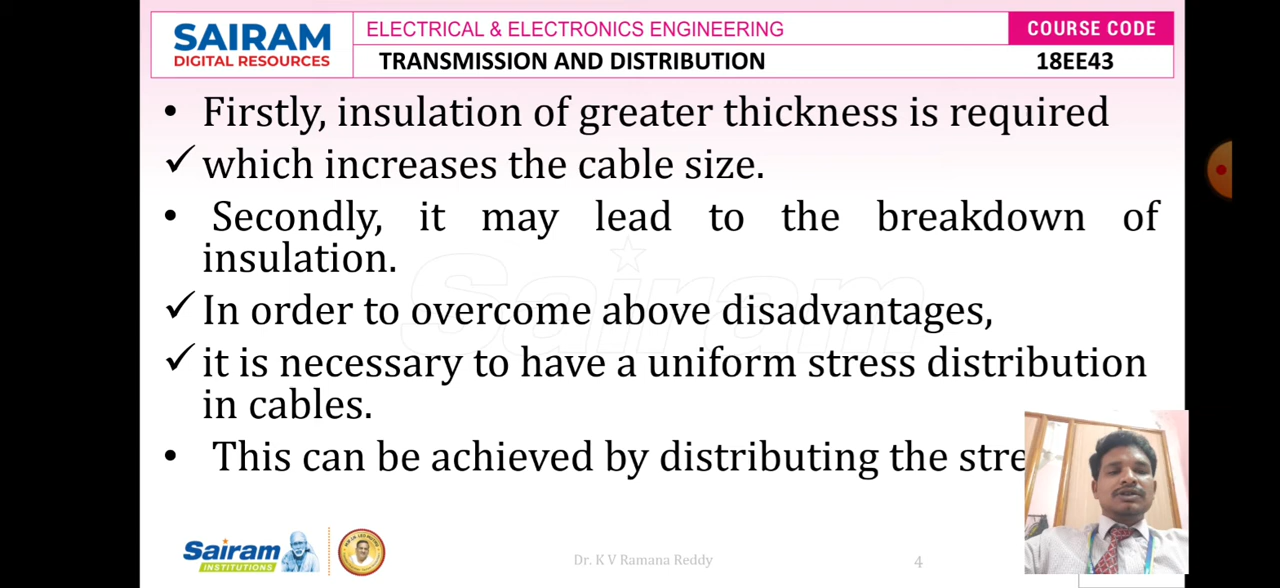 SAIRAM
DIGITAL RESOURCES
ELECTRICAL & ELECTRONICS ENGINEERING
COURSE CODE
TRANSMISSION AND DISTRIBUTION
18EE43
• Firstly, insulation of greater thickness is required
✓ which increases the cable size.
• Secondly, it may lead to the breakdown of
insulation.
✓ In order to overcome above disadvantages,
✓ it is necessary to have a uniform stress distribution
in cables.
• This can be achieved by distributing the stre
Sairam
Sairam
INSTITUTIONS
Dr. K V Ramana Reddy
4